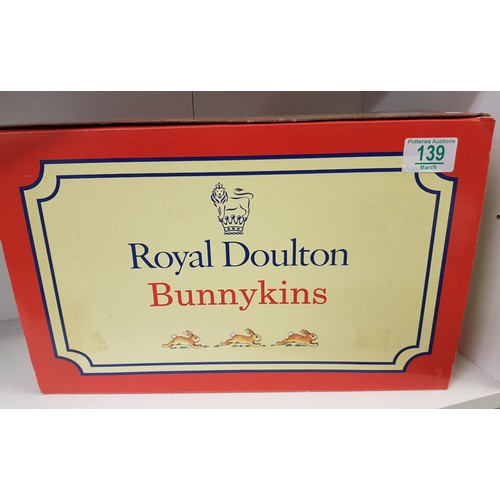 Potteries Auctions
139
March
Royal Doulton
Bunnykins